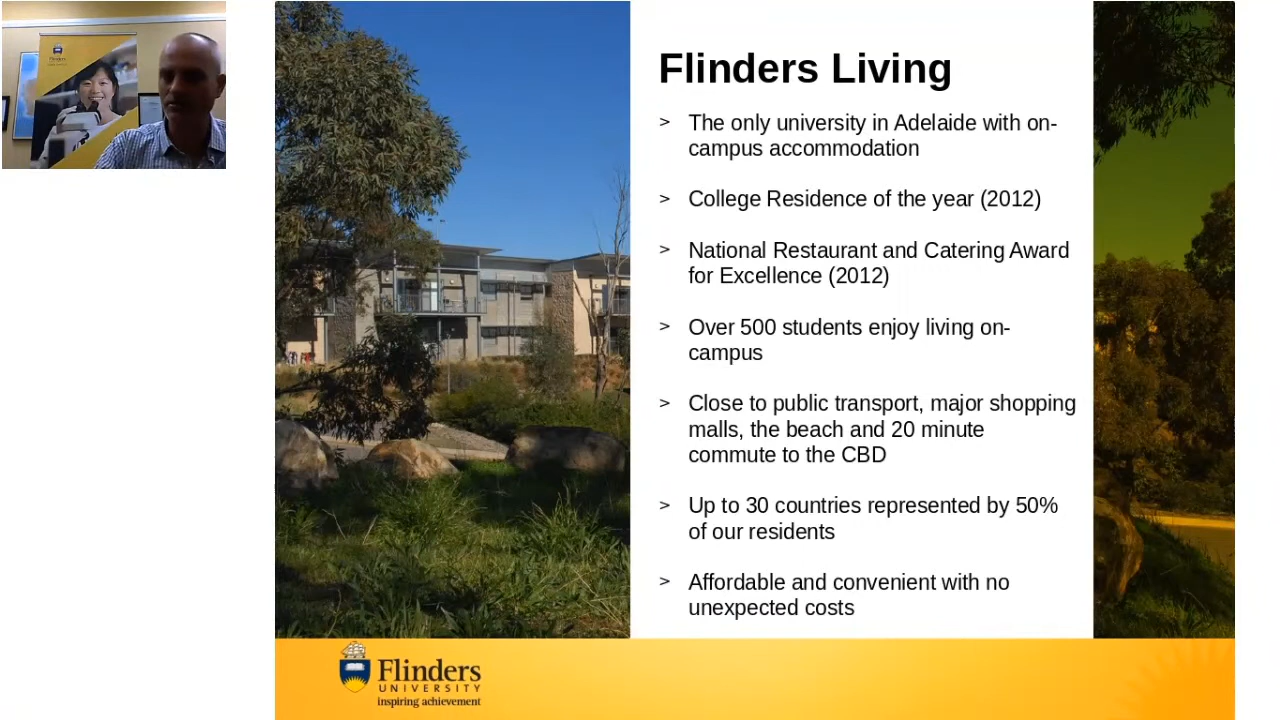 Flinders Living
> The only university in Adelaide with on-
campus accommodation
> College Residence of the year (2012)
> National Restaurant and Catering Award
for Excellence (2012)
> Over 500 students enjoy living on-
campus
> Close to public transport, major shopping
malls, the beach and 20 minute
commute to the CBD
> Up to 30 countries represented by 50%
of our residents
> Affordable and convenient with no
unexpected costs
Flinders
UNIVERSITY
inspiring achievement